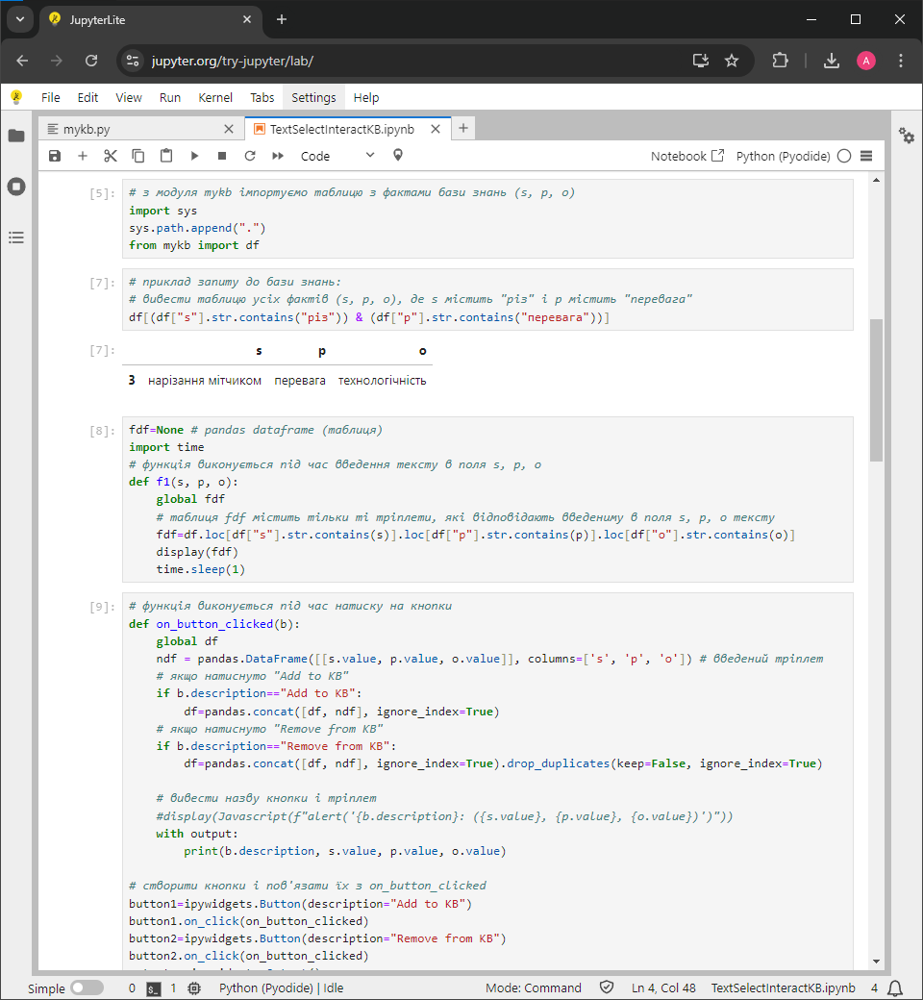 JupyterLite
jupyter.org/try-jupyter/lab/
A
File Edit View Run Kernel Tabs Settings Help
mykb.py
TextSelectInteractKB.ipynb
Code
Notebook
Python (Pyodide)
[5]:
# з модуля mykb імпортуємо таблицю з фактами бази знань (s, p, o)
import sys
sys.path.append(".")
from mykb import df
[7]:
# приклад запиту до бази знань:
# вивести таблицю усіх фактів (s, p, o), де s містить "різ" і p містить "перевага"
df[(df["s"].str.contains("різ")) & (df["p"].str.contains("перевага"))]
[7]:
s p o
3 нарізання мітчиком перевага технологічність
[8]:
fdf=None # pandas dataframe (таблиця)
import time
# функція виконується під час введення тексту в поля s, p, o
def f1(s, p, o):
    global fdf
    # таблиця fdf містить тільки ті тріплети, які відповідають введениму в поля s, p, o тексту
    fdf=df.loc[df["s"].str.contains(s)].loc[df["p"].str.contains(p)].loc[df["o"].str.contains(o)]
    display(fdf)
    time.sleep(1)
[9]:
# функція виконується під час натиску на кнопки
def on_button_clicked(b):
    global df
    ndf = pandas.DataFrame([[s.value, p.value, o.value]], columns=['s', 'p', 'o']) # введений тріплет
    # якщо натиснуто "Add to KB"
    if b.description=="Add to KB":
        df=pandas.concat([df, ndf], ignore_index=True)
    # якщо натиснуто "Remove from KB"
    if b.description=="Remove from KB":
        df=pandas.concat([df, ndf], ignore_index=True).drop_duplicates(keep=False, ignore_index=True)
    # вивести назву кнопки і тріплет
    #display(Javascript(f"alert('{b.description}: ({s.value}, {p.value}, {o.value})')"))
    with output:
        print(b.description, s.value, p.value, o.value)
# створити кнопки і пов'язати їх з on_button_clicked
button1=ipywidgets.Button(description="Add to KB")
button1.on_click(on_button_clicked)
button2=ipywidgets.Button(description="Remove from KB")
button2.on_click(on_button_clicked)
Simple 0 1 Python (Pyodide) | Idle Mode: Command Ln 4, Col 48 TextSelectInteractKB.ipynb 4